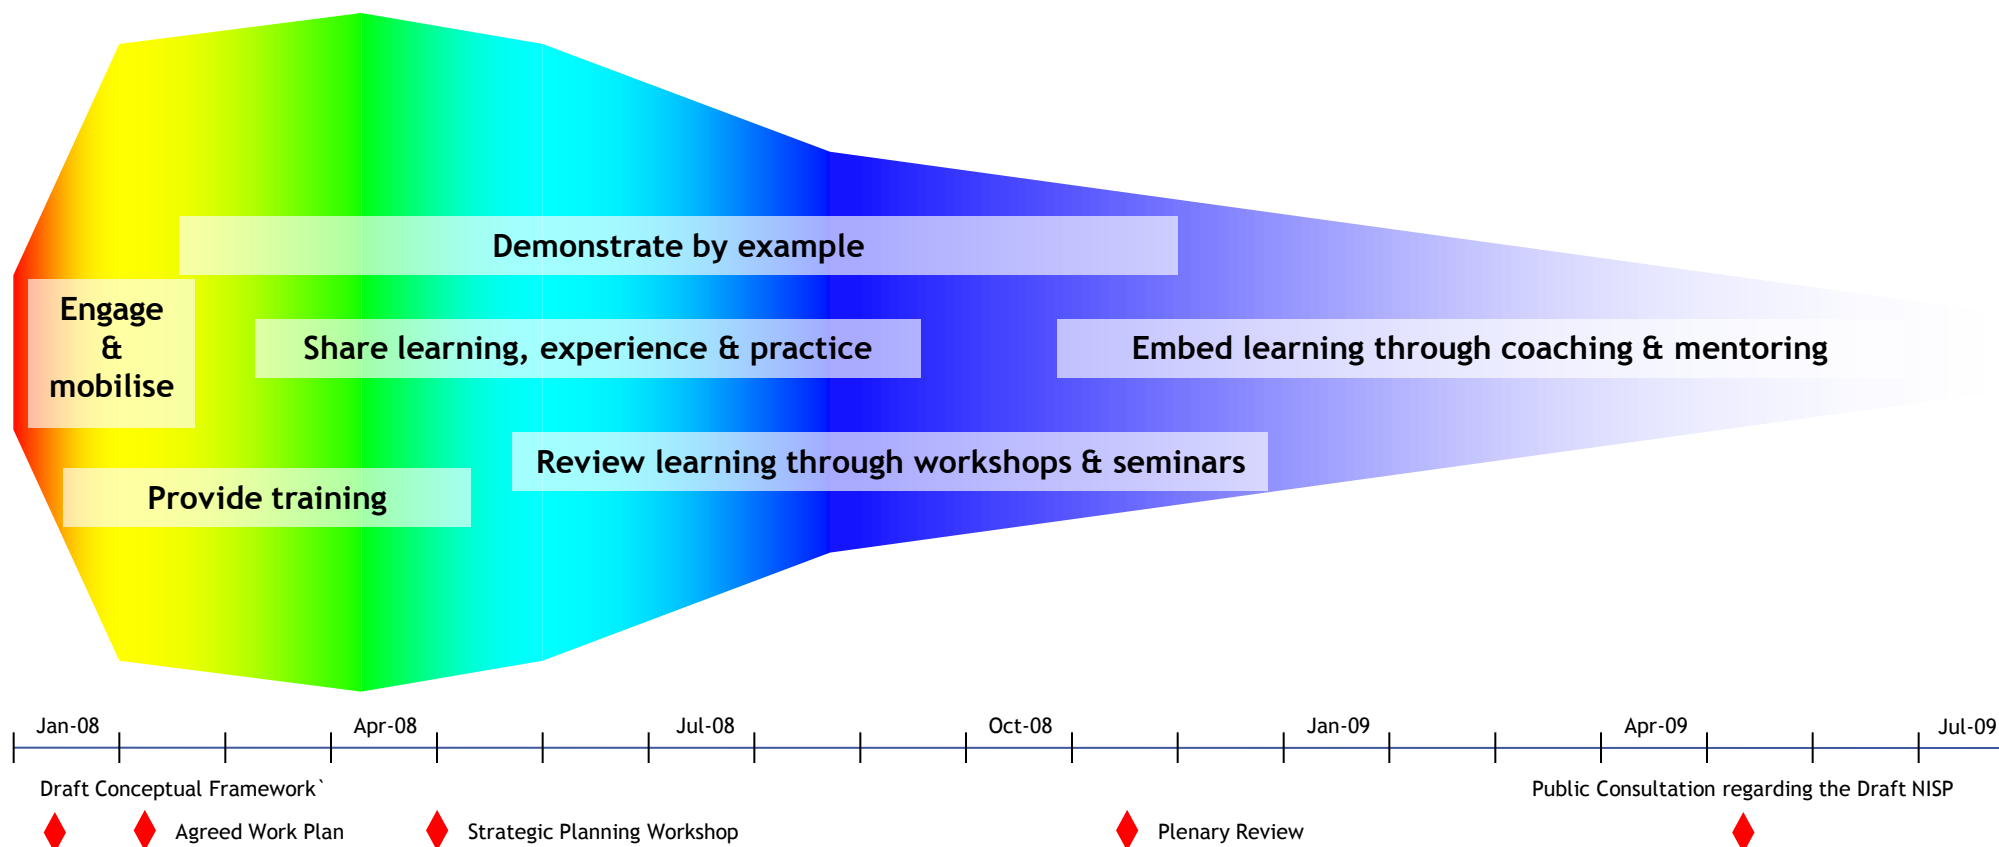 Demonstrate by example
Engage
&
mobilise
Share learning, experience & practice
Embed learning through coaching & mentoring
Review learning through workshops & seminars
Provide training
Jan-08
Apr-08
Jul-08
Oct-08
Jan-09
Apr-09
Jul-09
Draft Conceptual Framework`
Public Consultation regarding the Draft NISP
Agreed Work Plan
Strategic Planning Workshop
Plenary Review